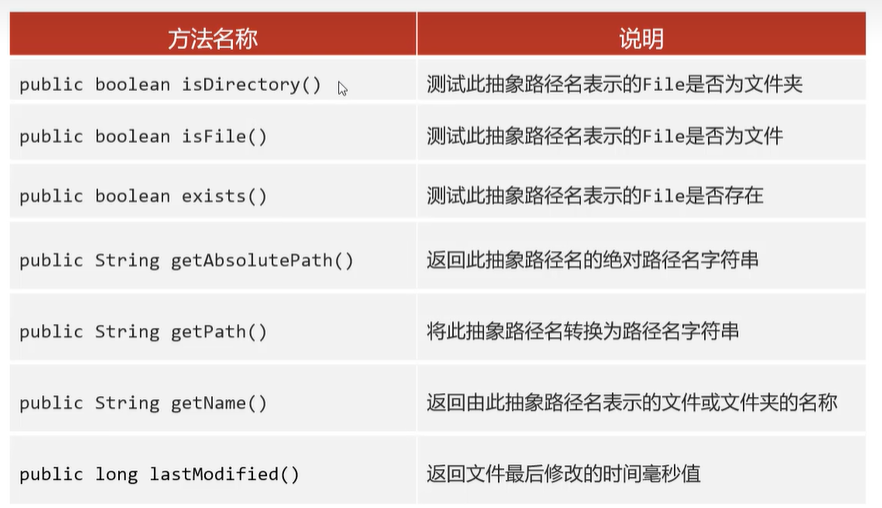 方法名称 说明
public boolean isDirectory() 测试此抽象路径名表示的File是否为文件夹
public boolean isFile() 测试此抽象路径名表示的File是否为文件
public boolean exists() 测试此抽象路径名表示的File是否存在
public String getAbsolutePath() 返回此抽象路径名的绝对路径名字符串
public String getPath() 将此抽象路径名转换为路径名字符串
public String getName() 返回由此抽象路径名表示的文件或文件夹的名称
public long lastModified() 返回文件最后修改的时间毫秒值